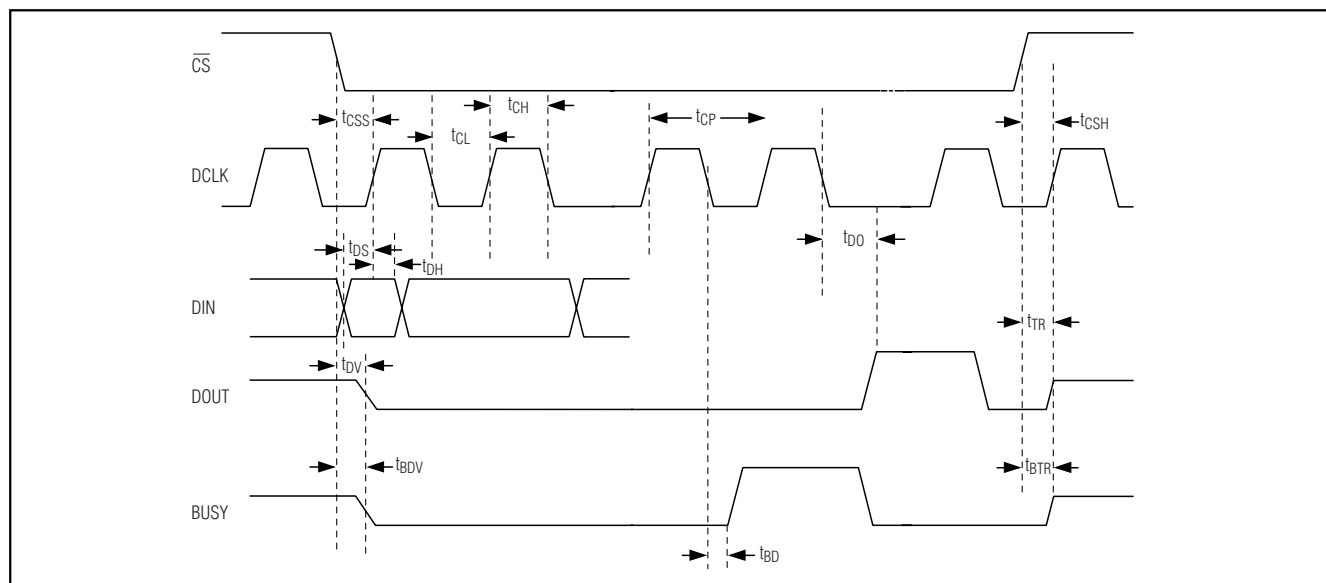 CS
tCSS
tCH
tCL
tCP
tCSH
DCLK
tDS
tDH
tDO
DIN
tTR
tDV
DOUT
tBDV
tBTR
BUSY
tBD